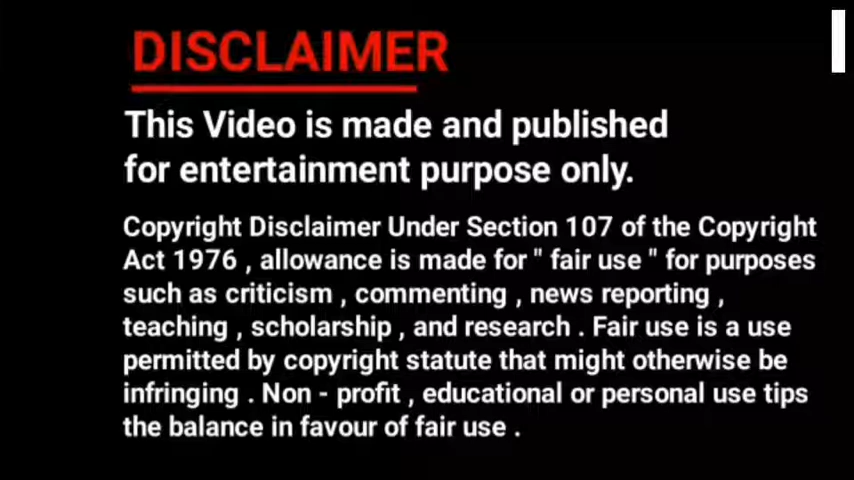 DISCLAIMER
This Video is made and published
for entertainment purpose only.
Copyright Disclaimer Under Section 107 of the Copyright
Act 1976 , allowance is made for " fair use " for purposes
such as criticism , commenting , news reporting ,
teaching , scholarship , and research . Fair use is a use
permitted by copyright statute that might otherwise be
infringing . Non - profit , educational or personal use tips
the balance in favour of fair use .